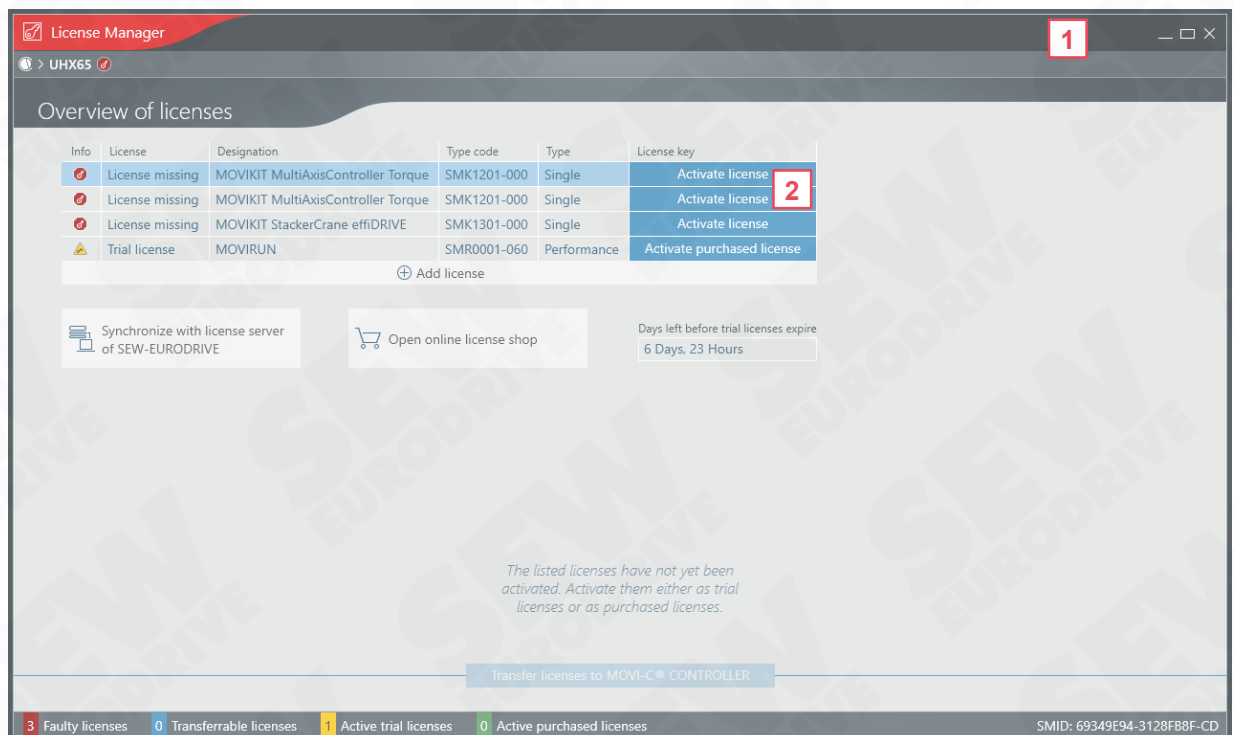 License Manager
1
> UHX65
Overview of licenses
Info License Designation Type code Type License key
License missing MOVIKIT MultiAxisController Torque SMK1201-000 Single Activate license
License missing MOVIKIT MultiAxisController Torque SMK1201-000 Single Activate license
2
License missing MOVIKIT StackerCrane effiDRIVE SMK1301-000 Single Activate license
Trial license MOVIRUN SMR0001-060 Performance Activate purchased license
Add license
Synchronize with license server
of SEW-EURODRIVE
Open online license shop
Days left before trial licenses expire
6 Days, 23 Hours
The listed licenses have not yet been
activated. Activate them either as trial
licenses or as purchased licenses.
Transfer licenses to MOVI-C® CONTROLLER
3 Faulty licenses 0 Transferrable licenses 1 Active trial licenses 0 Active purchased licenses SMID: 69349E94-3128FB8F-CD
SEW
EURODRIVE